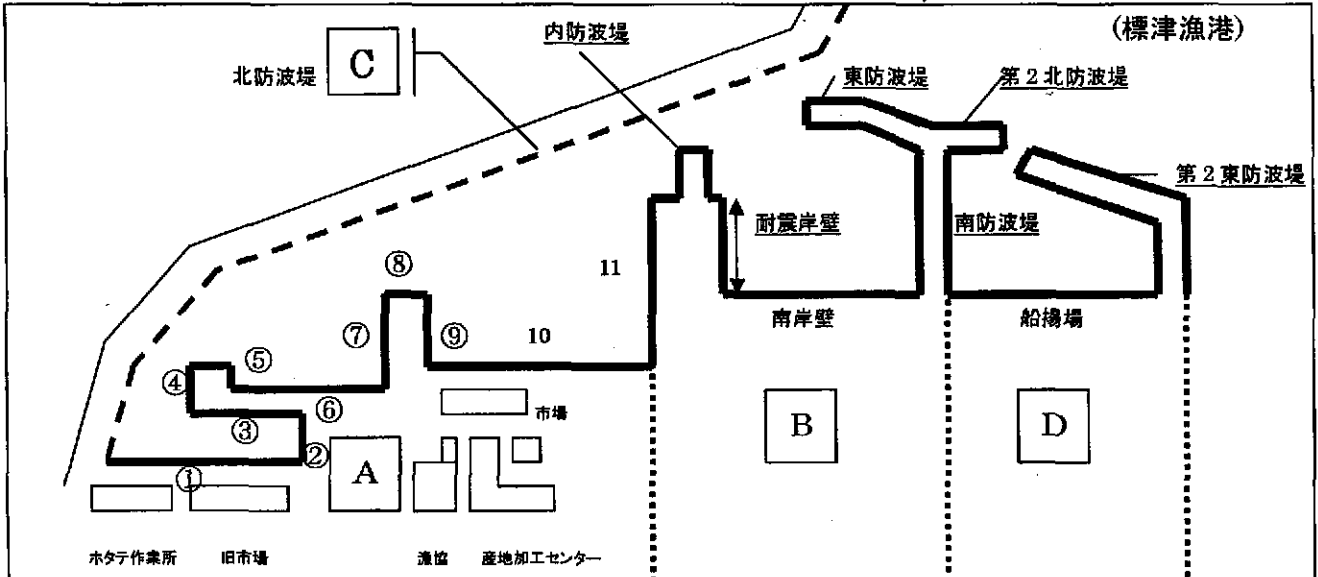 (標津漁港)
内防波堤
北防波堤
C
東防波堤
第2北防波堤
第2東防波堤
耐震岸壁
南防波堤
⑧
11
⑦
⑨
10
南岸壁
船揚場
⑤
④
⑥
市場
③
②
①
A
B
D
ホタテ作業所
旧市場
漁協
産地加工センター